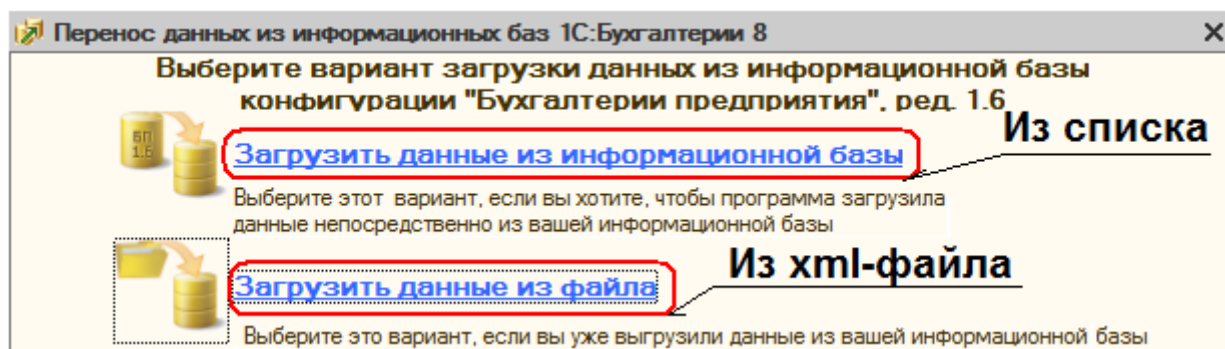 Перенос данных из информационных баз 1С:Бухгалтерии 8
Выберите вариант загрузки данных из информационной базы
конфигурации "Бухгалтерии предприятия", ред. 1.6
Из списка
БП
1.6
Загрузить данные из информационной базы
Выберите этот вариант, если вы хотите, чтобы программа загрузила
данные непосредственно из вашей информационной базы
Из xml-файла
Загрузить данные из файла
Выберите это вариант, если вы уже выгрузили данные из вашей информационной базы